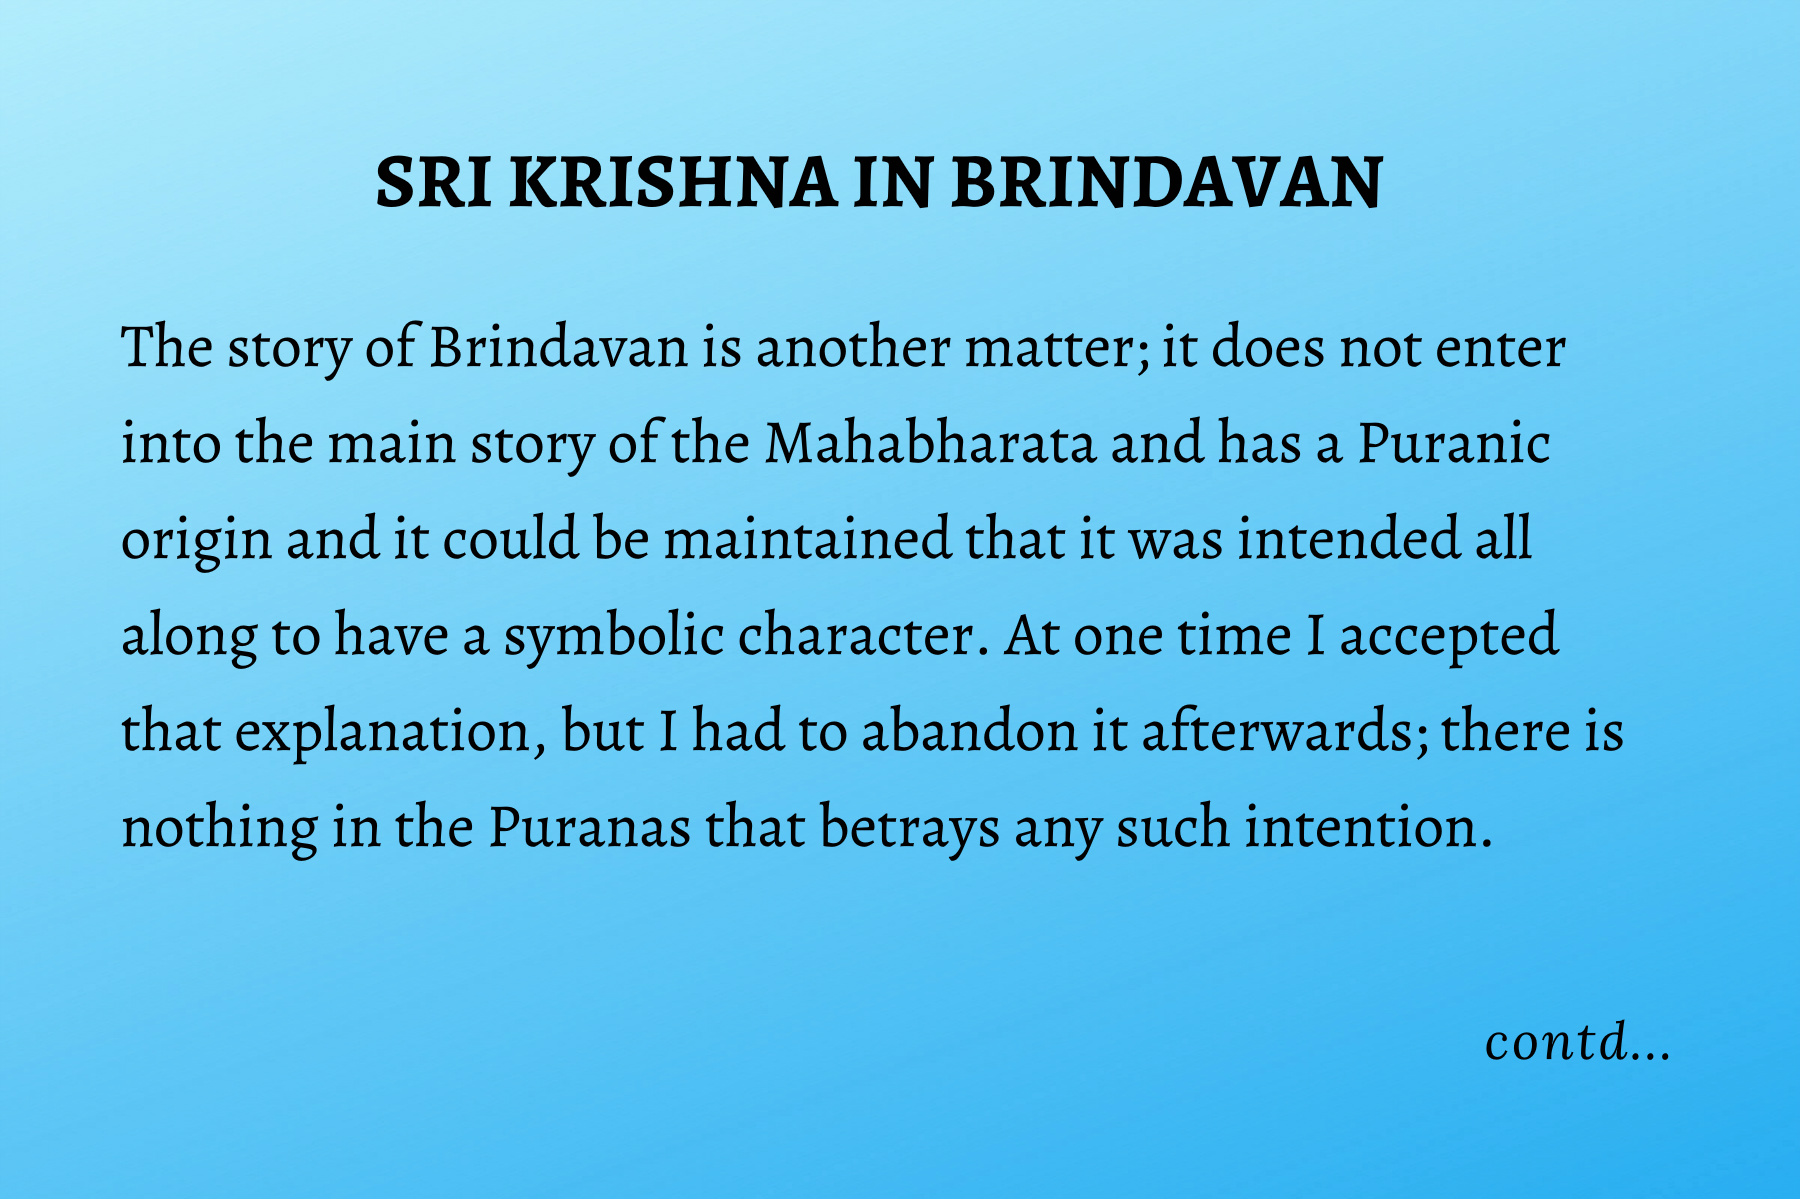 SRI KRISHNA IN BRINDAVAN
The story of Brindavan is another matter; it does not enter
into the main story of the Mahabharata and has a Puranic
origin and it could be maintained that it was intended all
along to have a symbolic character. At one time I accepted
that explanation, but I had to abandon it afterwards; there is
nothing in the Puranas that betrays any such intention.
contd...